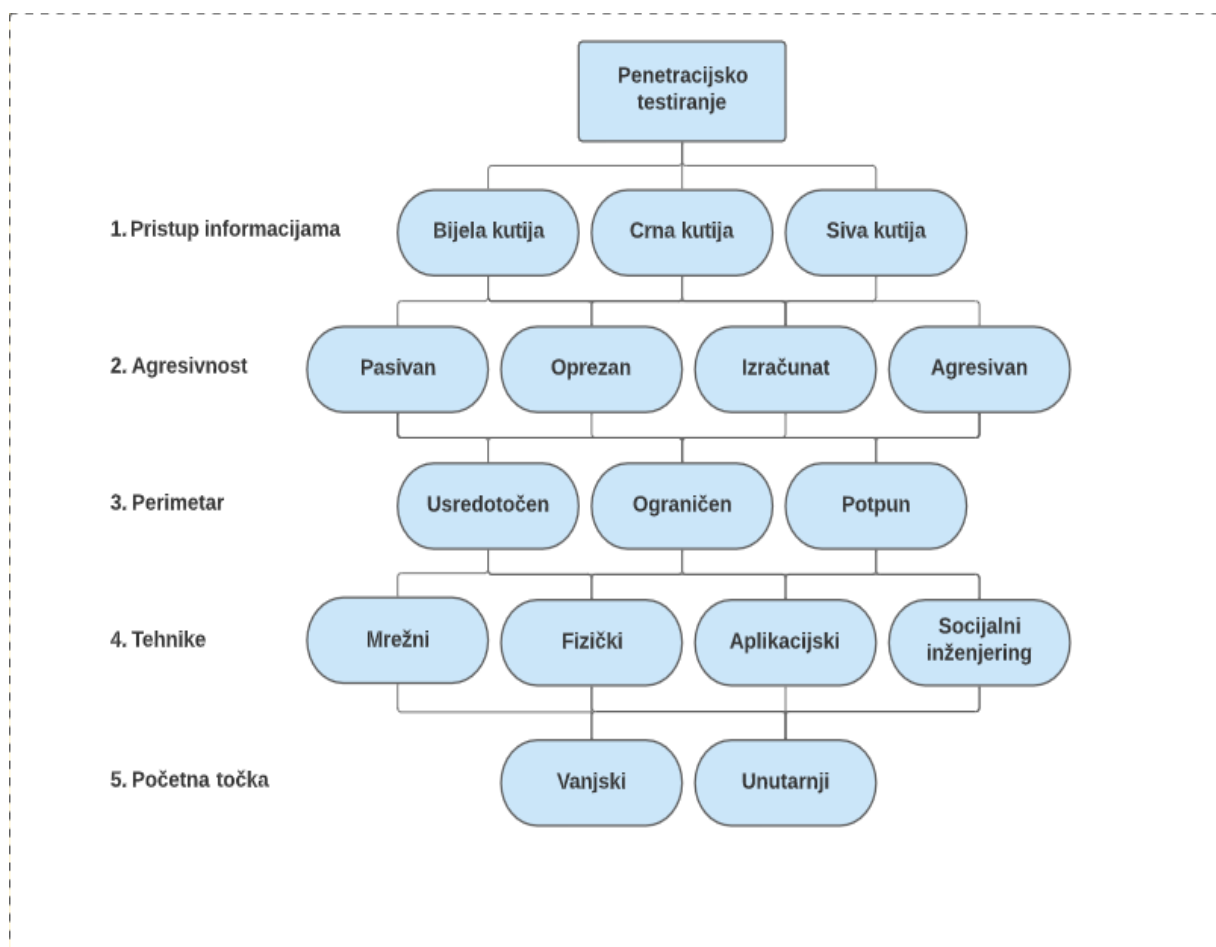 Penetracijsko
testiranje
1. Pristup informacijama
Bijela kutija
Crna kutija
Siva kutija
2. Agresivnost
Pasivan
Oprezan
Izračunat
Agresivan
3. Perimetar
Usredotočen
Ograničen
Potpun
4. Tehnike
Mrežni
Fizički
Aplikacijski
Socijalni
inženjering
5. Početna točka
Vanjski
Unutarnji